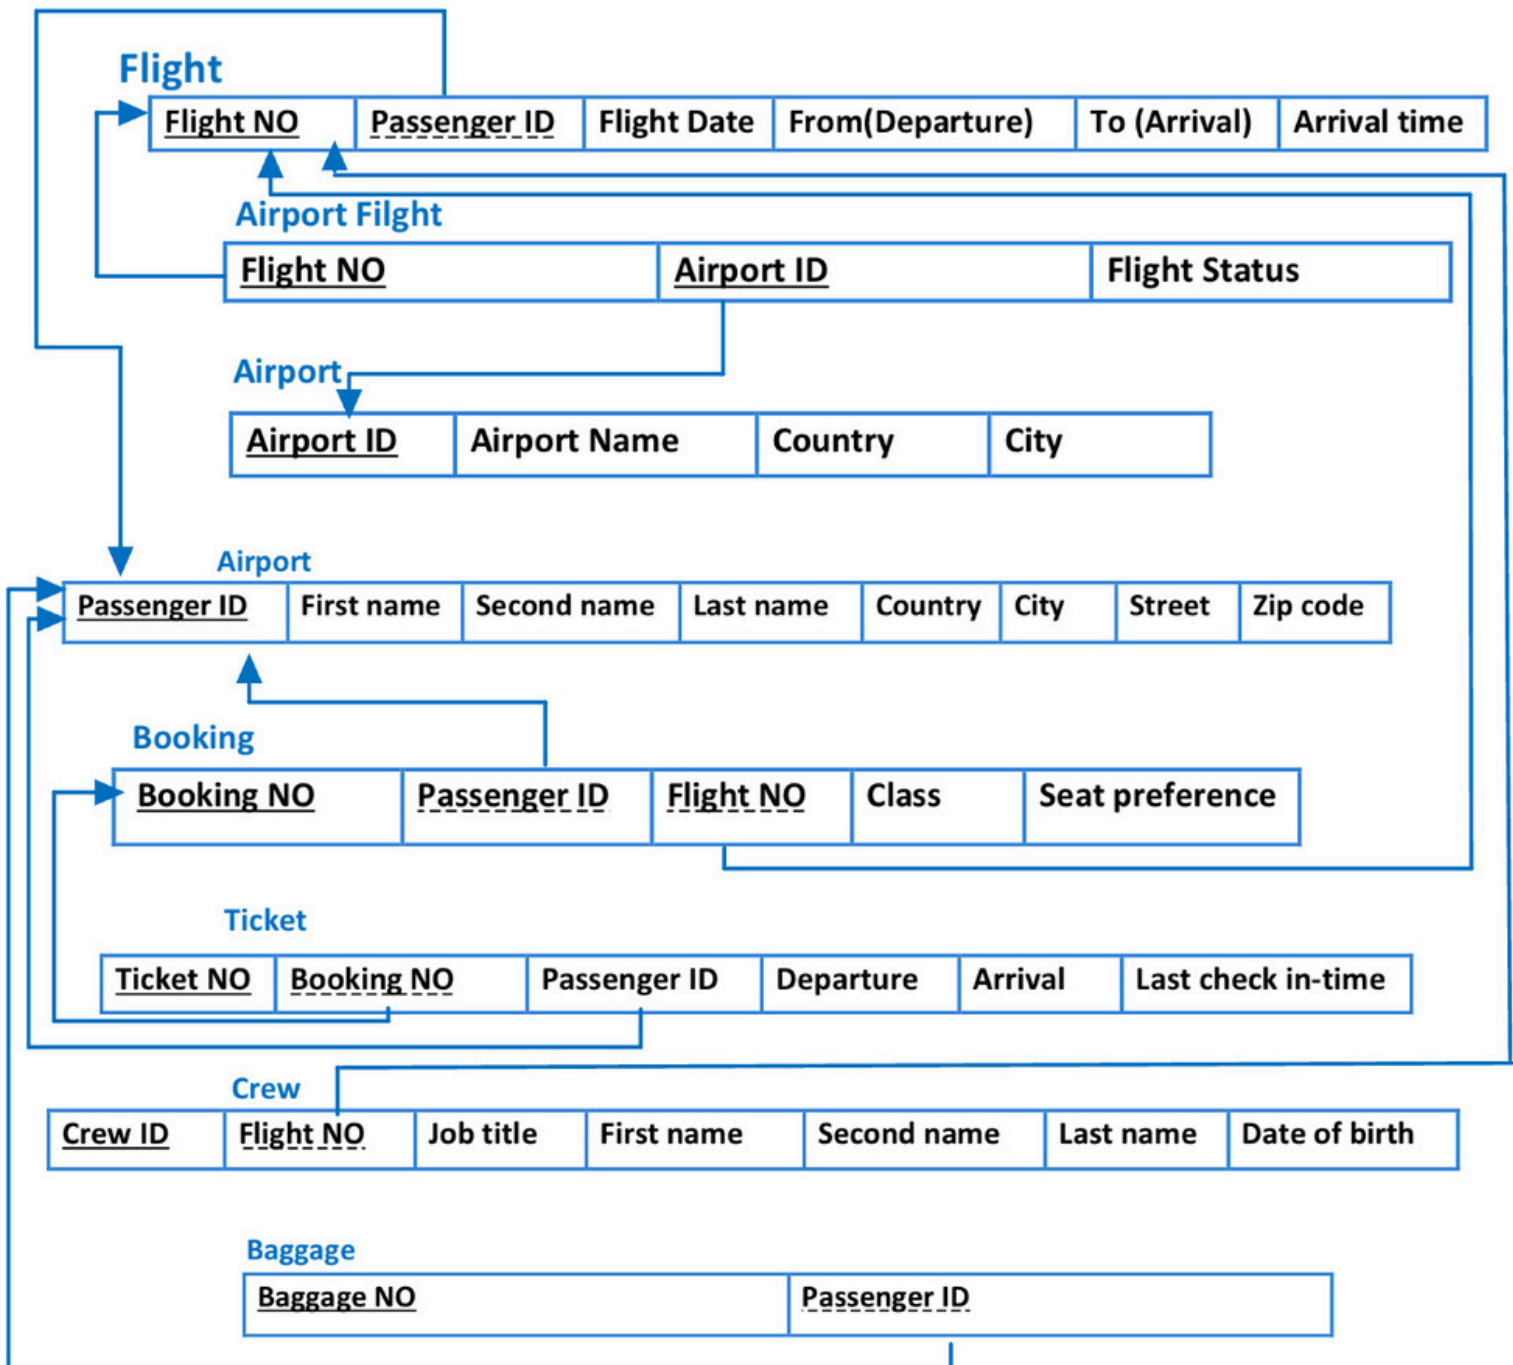 Flight
Flight NO Passenger ID Flight Date From(Departure) To (Arrival) Arrival time
Airport Filght
Flight NO Airport ID Flight Status
Airport
Airport ID Airport Name Country City
Airport
Passenger ID First name Second name Last name Country City Street Zip code
Booking
Booking NO Passenger ID Flight NO Class Seat preference
Ticket
Ticket NO Booking NO Passenger ID Departure Arrival Last check in-time
Crew
Crew ID Flight NO Job title First name Second name Last name Date of birth
Baggage
Baggage NO Passenger ID